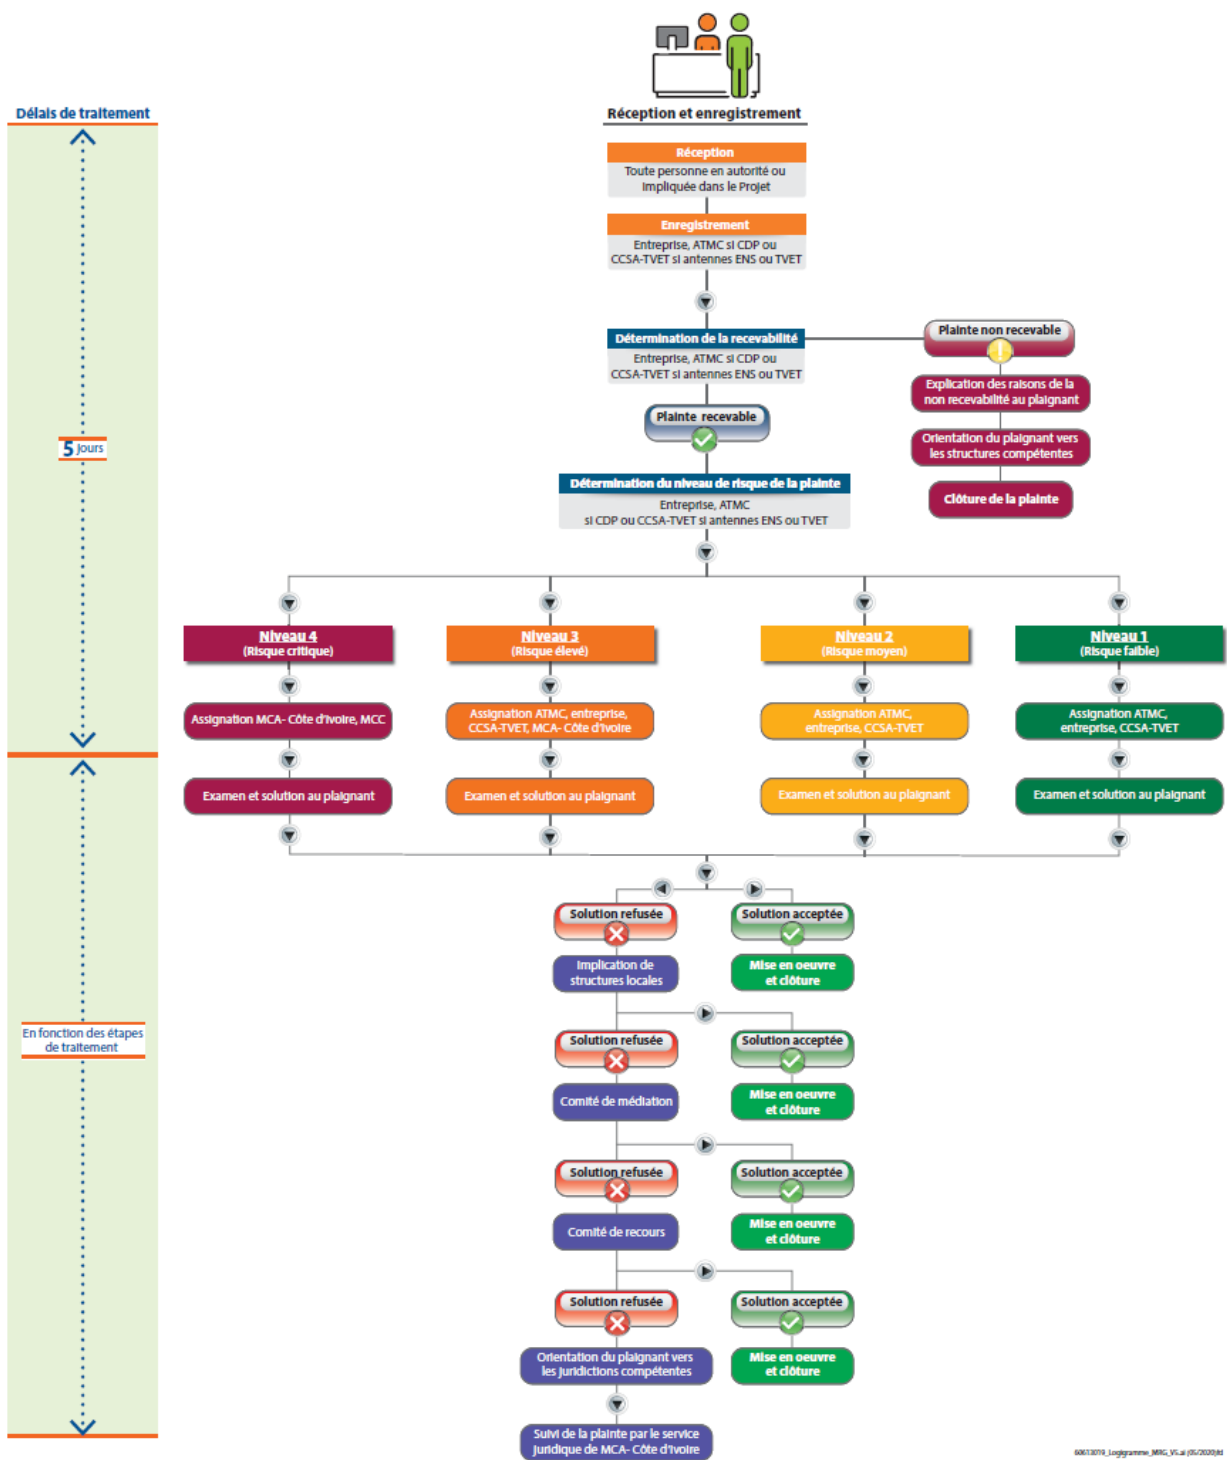 Délais de traitement
Réception et enregistrement
Réception
Toute personne en autorité ou
impliquée dans le Projet
Enregistrement
Entreprise, ATMC si CDP ou
CCSA-TVET si antennes ENS ou TVET
Détermination de la recevabilité
Entreprise, ATMC si CDP ou
CCSA-TVET si antennes ENS ou TVET
Plainte non recevable
Explication des raisons de la
non recevabilité au plaignant
Orientation du plaignant vers
les structures compétentes
Clôture de la plainte
Plainte recevable
5 jours
Détermination du niveau de risque de la plainte
Entreprise, ATMC
si CDP ou CCSA-TVET si antennes ENS ou TVET
Niveau 4
(Risque critique)
Niveau 3
(Risque élevé)
Niveau 2
(Risque moyen)
Niveau 1
(Risque faible)
Assignation MCA- Côte d'Ivoire, MCC
Assignation ATMC, entreprise,
CCSA-TVET, MCA- Côte d'Ivoire
Assignation ATMC,
entreprise, CCSA-TVET
Assignation ATMC,
entreprise, CCSA-TVET
Examen et solution au plaignant
Examen et solution au plaignant
Examen et solution au plaignant
Examen et solution au plaignant
Solution refusée
Solution acceptée
Implication de
structures locales
Mise en oeuvre
et clôture
En fonction des étapes
de traitement
Solution refusée
Solution acceptée
Comité de médiation
Mise en oeuvre
et clôture
Solution refusée
Solution acceptée
Comité de recours
Mise en oeuvre
et clôture
Solution refusée
Solution acceptée
Orientation du plaignant vers
les juridictions compétentes
Mise en oeuvre
et clôture
Suivi de la plainte par le service
juridique de MCA- Côte d'Ivoire
60613019_Logigramme_MRG_V5.ai (05/2020)fd